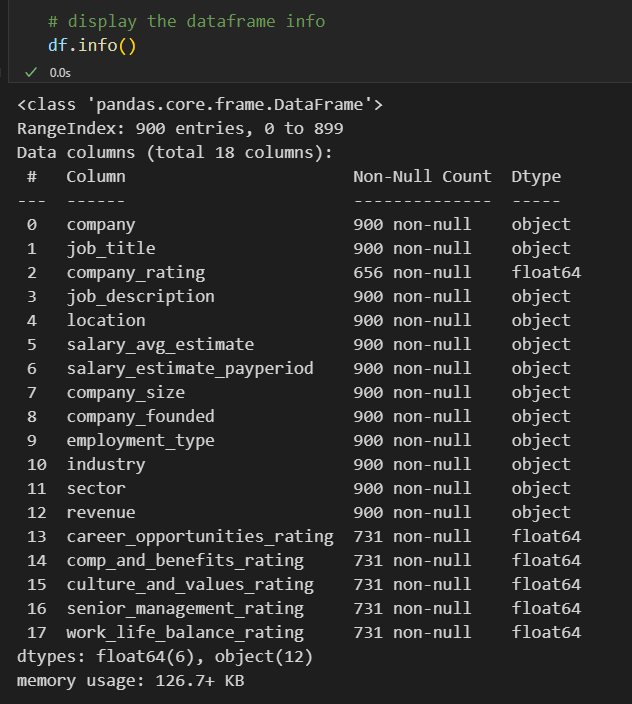 # display the dataframe info
df.info()
0.0s
<class 'pandas.core.frame.DataFrame'>
RangeIndex: 900 entries, 0 to 899
Data columns (total 18 columns):
 #   Column                       Non-Null Count  Dtype
---  ------                       --------------  -----
 0   company                      900 non-null    object
 1   job_title                    900 non-null    object
 2   company_rating               656 non-null    float64
 3   job_description              900 non-null    object
 4   location                     900 non-null    object
 5   salary_avg_estimate          900 non-null    object
 6   salary_estimate_payperiod    900 non-null    object
 7   company_size                 900 non-null    object
 8   company_founded              900 non-null    object
 9   employment_type              900 non-null    object
 10  industry                     900 non-null    object
 11  sector                       900 non-null    object
 12  revenue                      900 non-null    object
 13  career_opportunities_rating  731 non-null    float64
 14  comp_and_benefits_rating     731 non-null    float64
 15  culture_and_values_rating    731 non-null    float64
 16  senior_management_rating     731 non-null    float64
 17  work_life_balance_rating     731 non-null    float64
dtypes: float64(6), object(12)
memory usage: 126.7+ KB